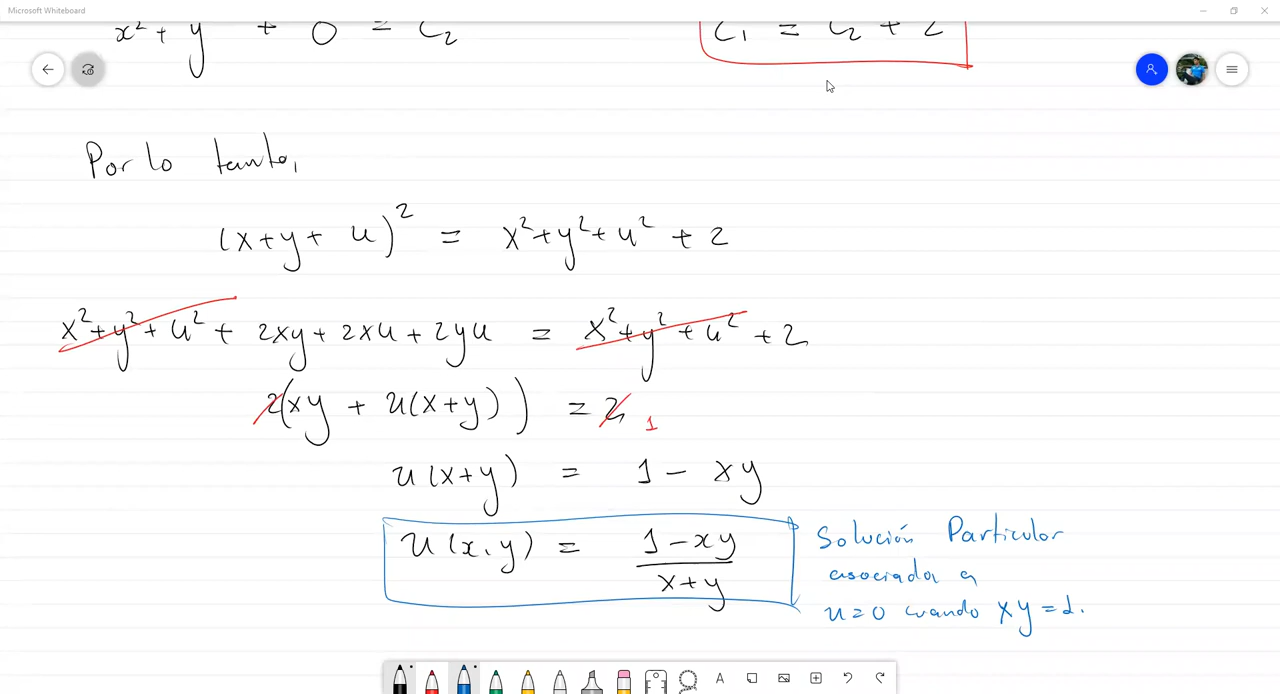 Microsoft Whiteboard
x² + y + 0 = C₂
C₁ = C₂ + 2
Por lo tanto,
(x+y+ u)² = x²+y²+u² + 2
x²+y²+u² + 2xy+2xu+2yu = x²+y²+u² +2
2(xy + u(x+y)) = 2 1
u(x+y) = 1 - xy
u(x,y) = (1-xy)/(x+y)
Solución Particular
asociada a
u=0 cuando xy=1.
A